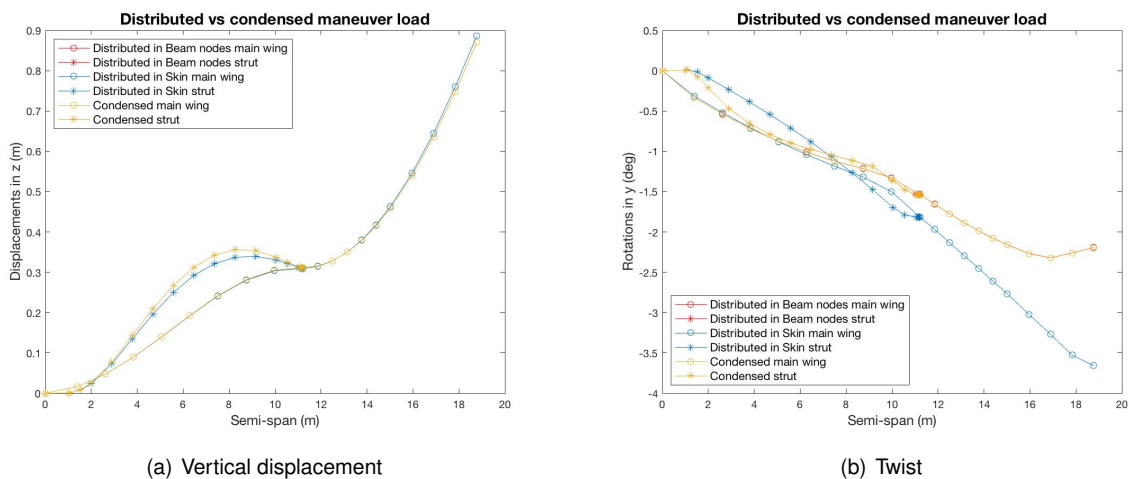 Distributed vs condensed maneuver load
0.9
0.8
0.7
0.6
0.5
0.4
0.3
0.2
0.1
0
Displacements in z (m)
Distributed in Beam nodes main wing
Distributed in Beam nodes strut
Distributed in Skin main wing
Distributed in Skin strut
Condensed main wing
Condensed strut
0 2 4 6 8 10 12 14 16 18 20
Semi-span (m)
(a) Vertical displacement
Distributed vs condensed maneuver load
0.5
0
-0.5
-1
-1.5
-2
-2.5
-3
-3.5
-4
Rotations in y (deg)
Distributed in Beam nodes main wing
Distributed in Beam nodes strut
Distributed in Skin main wing
Distributed in Skin strut
Condensed main wing
Condensed strut
0 2 4 6 8 10 12 14 16 18 20
Semi-span (m)
(b) Twist